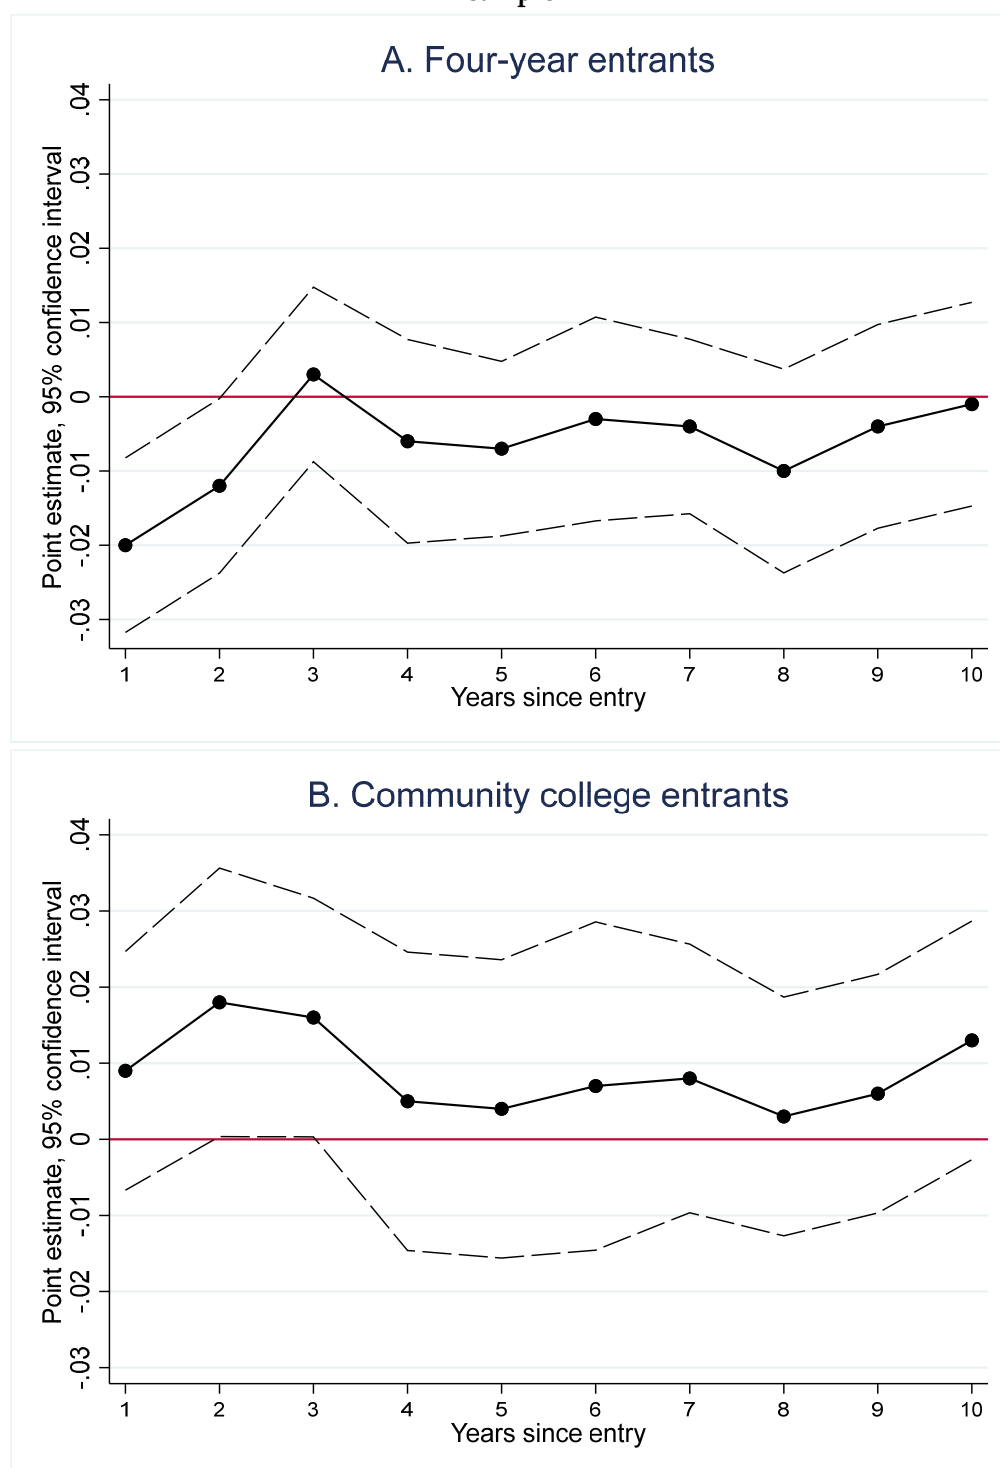 A. Four-year entrants
Point estimate, 95% confidence interval
.04
.03
.02
.01
0
-.01
-.02
-.03
1 2 3 4 5 6 7 8 9 10
Years since entry
B. Community college entrants
Point estimate, 95% confidence interval
.04
.03
.02
.01
0
-.01
-.02
-.03
1 2 3 4 5 6 7 8 9 10
Years since entry